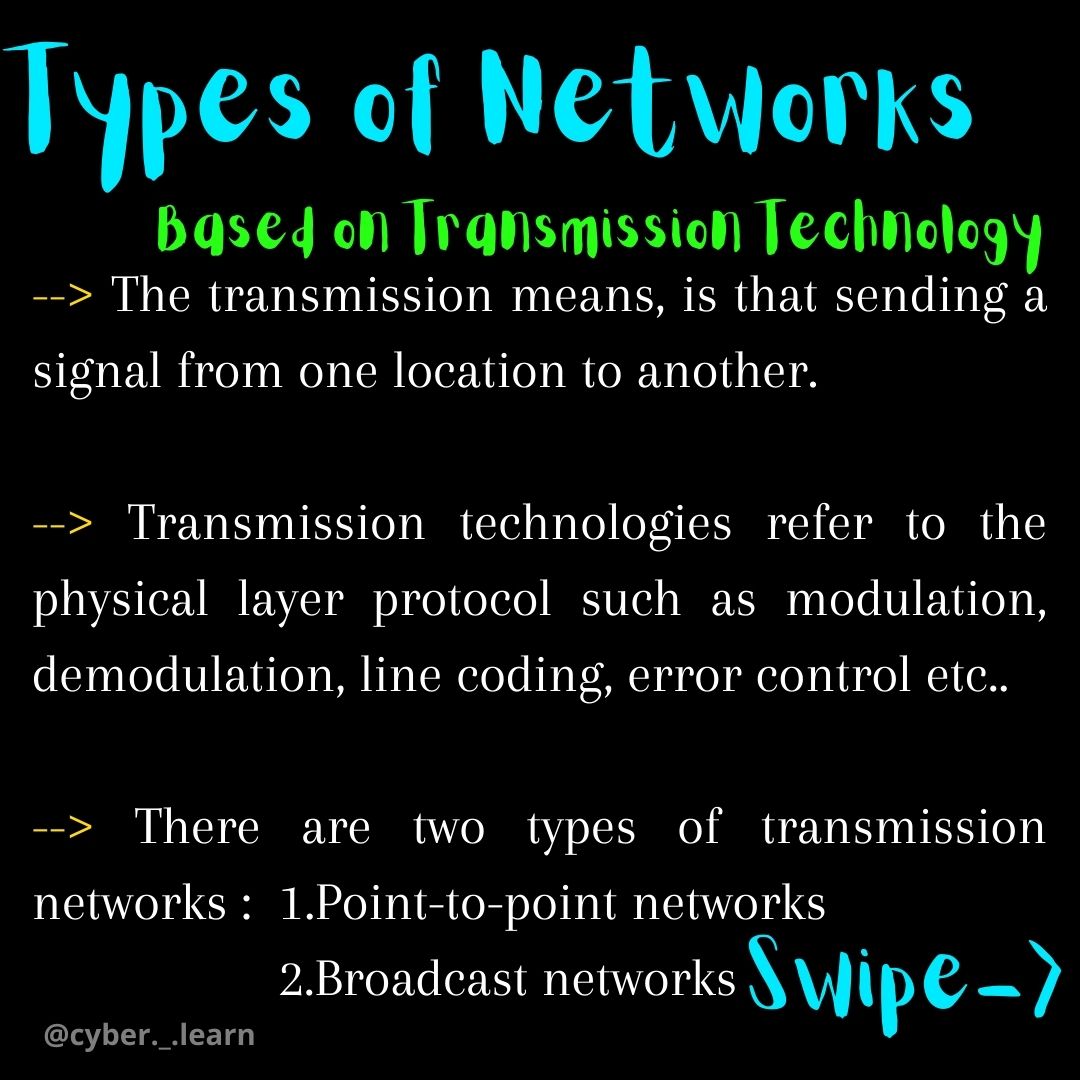 Types of Networks
Based on Transmission Technology
--> The transmission means, is that sending a
signal from one location to another.
--> Transmission technologies refer to the
physical layer protocol such as modulation,
demodulation, line coding, error control etc..
--> There are two types of transmission
networks : 1.Point-to-point networks
2.Broadcast networks
Swipe->
@cyber._.learn